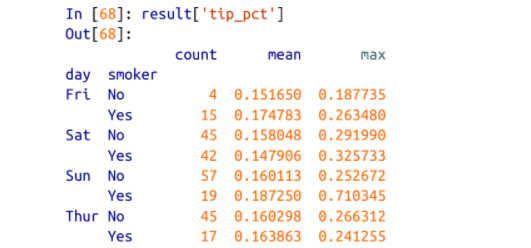 In [68]: result['tip_pct']
Out[68]:
             count      mean       max
day  smoker
Fri  No          4  0.151650  0.187735
     Yes        15  0.174783  0.263480
Sat  No         45  0.158048  0.291990
     Yes        42  0.147906  0.325733
Sun  No         57  0.160113  0.252672
     Yes        19  0.187250  0.710345
Thur No         45  0.160298  0.266312
     Yes        17  0.163863  0.241255